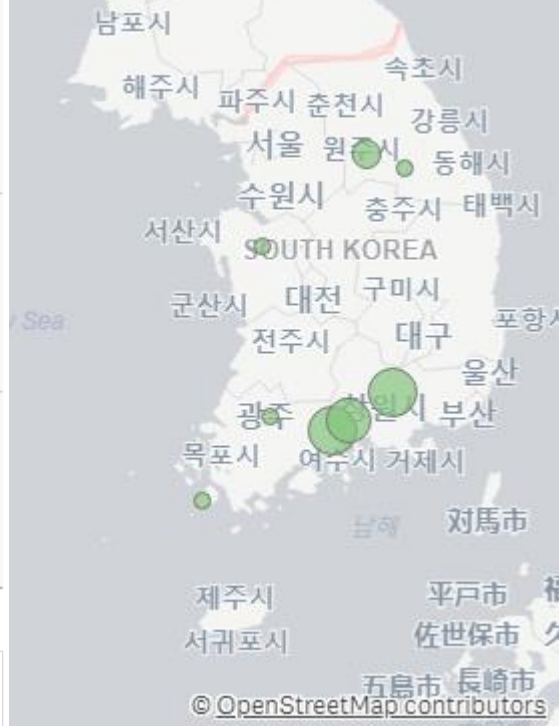 남포시
속초시
해주시
파주시
춘천시
강릉시
서울
동해시
수원시
충주시
태백시
서산시
SOUTH KOREA
군산시
대전
구미시
Sea
포항
전주시
대구
울산
광주
부산
목포시
여수시
거제시
남해
対馬市
제주시
平戸市
서귀포시
佐世保市
五島市
長崎市
© OpenStreetMap contributors